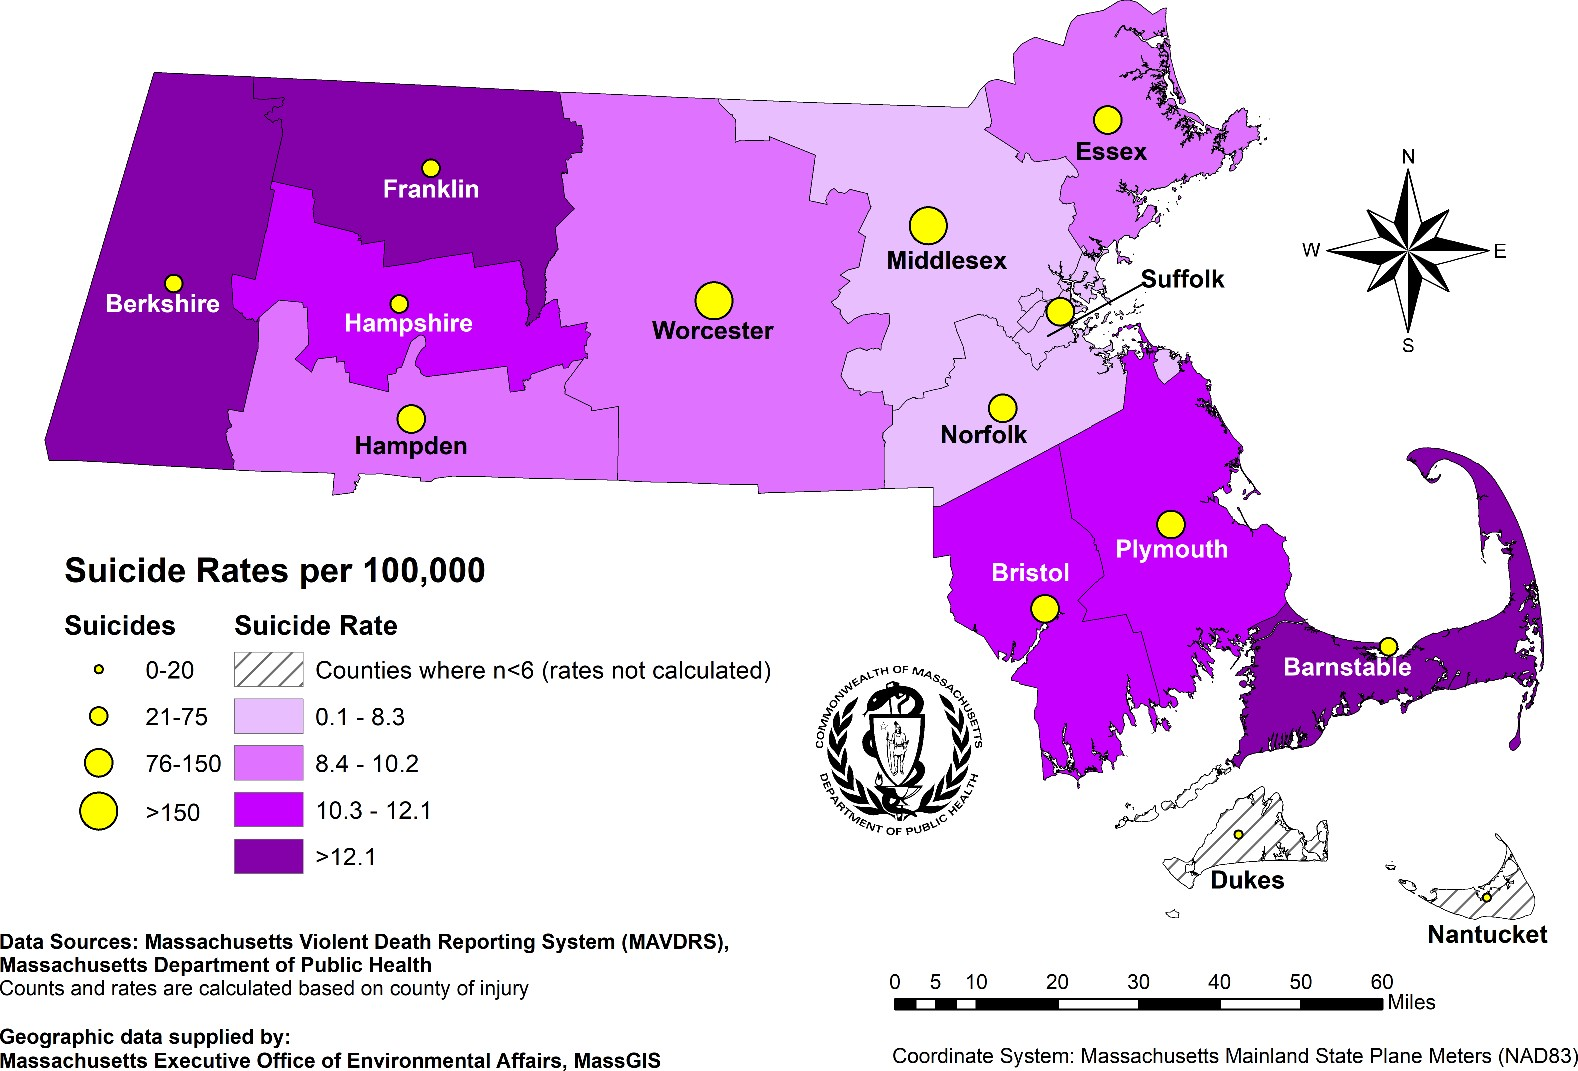 Essex
Franklin
Middlesex
Suffolk
Berkshire
Hampshire
Worcester
Hampden
Norfolk
Plymouth
Bristol
Barnstable
Dukes
Nantucket
N
W
E
S
Suicide Rates per 100,000
Suicides
Suicide Rate
0-20
Counties where n<6 (rates not calculated)
21-75
0.1 - 8.3
76-150
8.4 - 10.2
>150
10.3 - 12.1
>12.1
COMMONWEALTH OF MASSACHUSETTS
DEPARTMENT OF PUBLIC HEALTH
Data Sources: Massachusetts Violent Death Reporting System (MAVDRS),
Massachusetts Department of Public Health
Counts and rates are calculated based on county of injury
Geographic data supplied by:
Massachusetts Executive Office of Environmental Affairs, MassGIS
0 5 10 20 30 40 50 60
Miles
Coordinate System: Massachusetts Mainland State Plane Meters (NAD83)